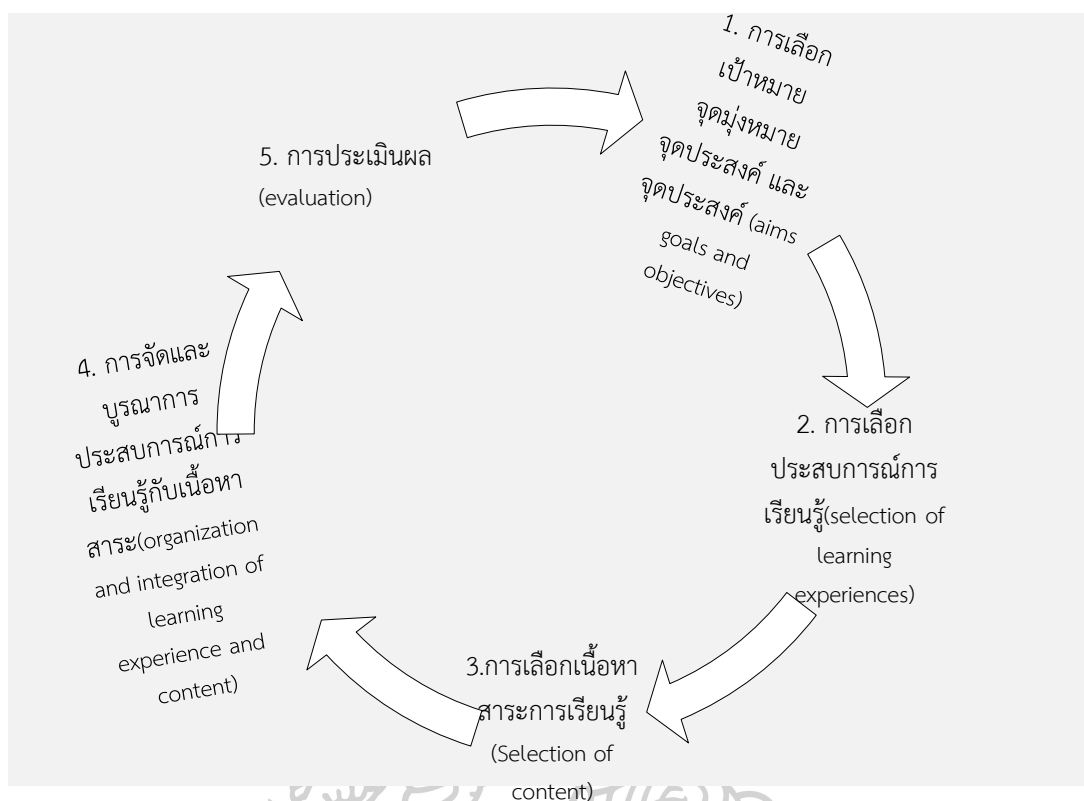 1. การเลือก
เป้าหมาย
จุดมุ่งหมาย
จุดประสงค์ และ
จุดประสงค์ (aims
goals and
objectives)
2. การเลือก
ประสบการณ์การ
เรียนรู้(selection of
learning
experiences)
3.การเลือกเนื้อหา
สาระการเรียนรู้
(Selection of
content)
4. การจัดและ
บูรณาการ
ประสบการณ์การ
เรียนรู้กับเนื้อหา
สาระ(organization
and integration of
learning
experience and
content)
5. การประเมินผล
(evaluation)